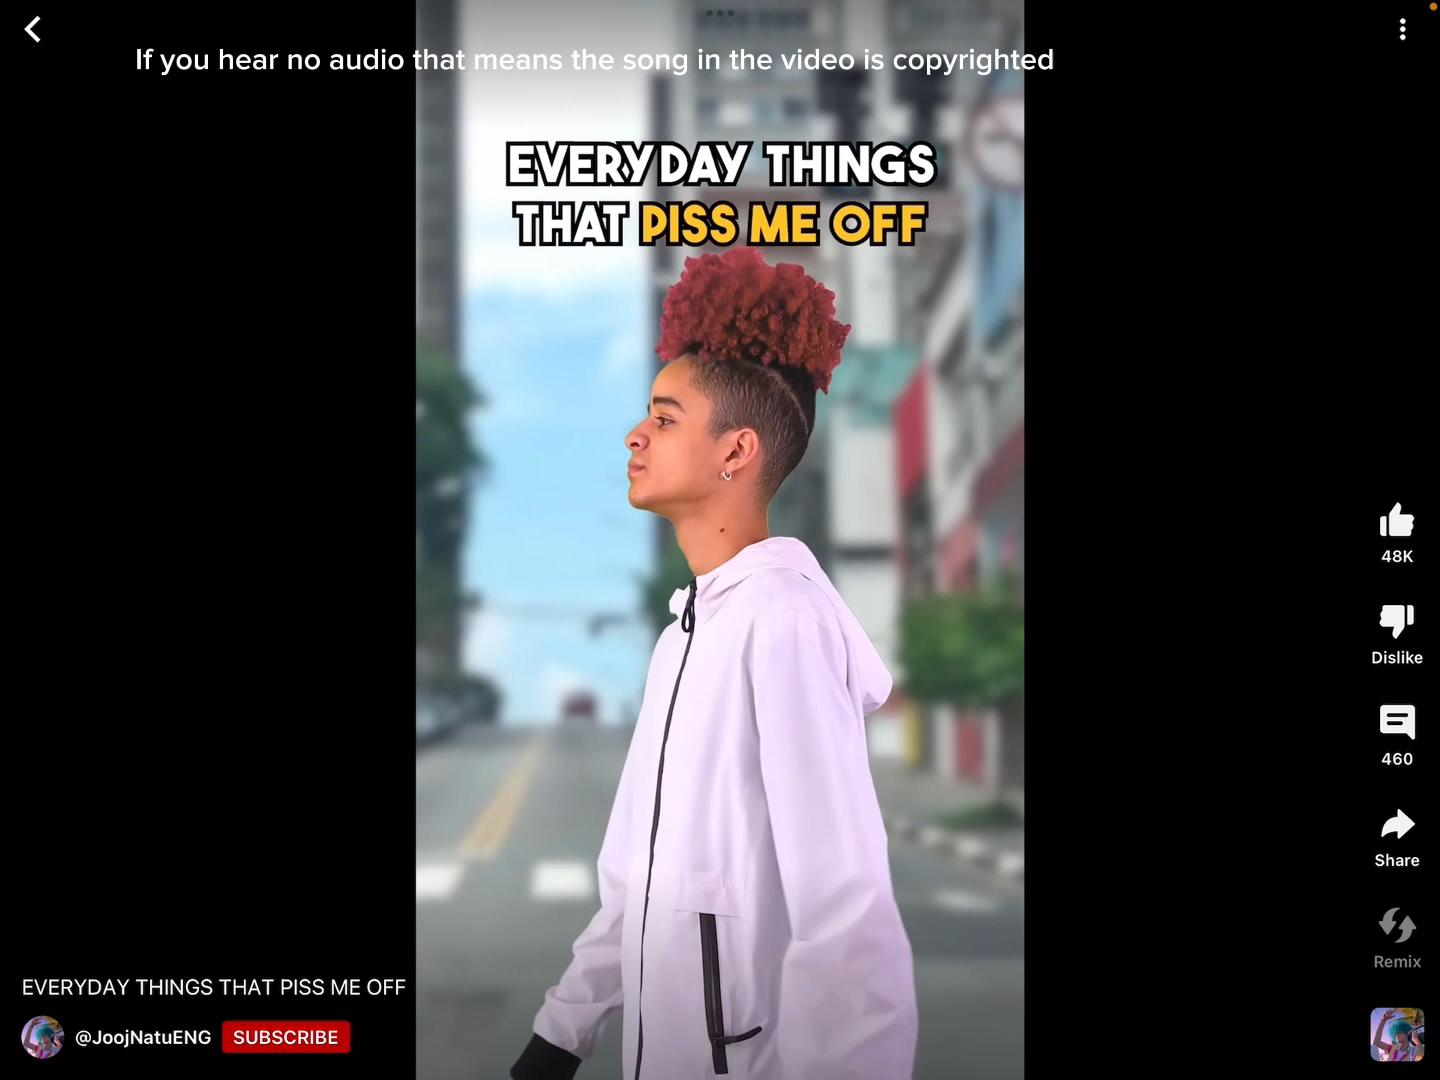 If you hear no audio that means the song in the video is copyrighted
EVERYDAY THINGS
THAT PISS ME OFF
48K
Dislike
460
Share
Remix
EVERYDAY THINGS THAT PISS ME OFF
@JoojNatuENG SUBSCRIBE